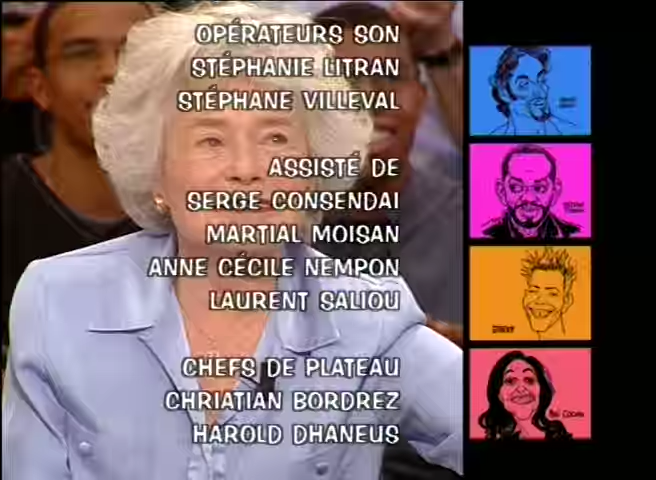 OPÉRATEURS SON
STÉPHANIE LITRAN
STÉPHANE VILLEVAL
ASSISTÉ DE
SERGE CONSENDAI
MARTIAL MOISAN
ANNE CÉCILE NEMPON
LAURENT SALIOU
CHEFS DE PLATEAU
CHRIATIAN BORDREZ
HAROLD DHANEUS